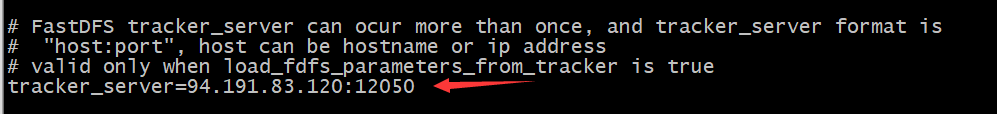 # FastDFS tracker_server can ocur more than once, and tracker_server format is
#  "host:port", host can be hostname or ip address
# valid only when load_fdfs_parameters_from_tracker is true
tracker_server=94.191.83.120:12050